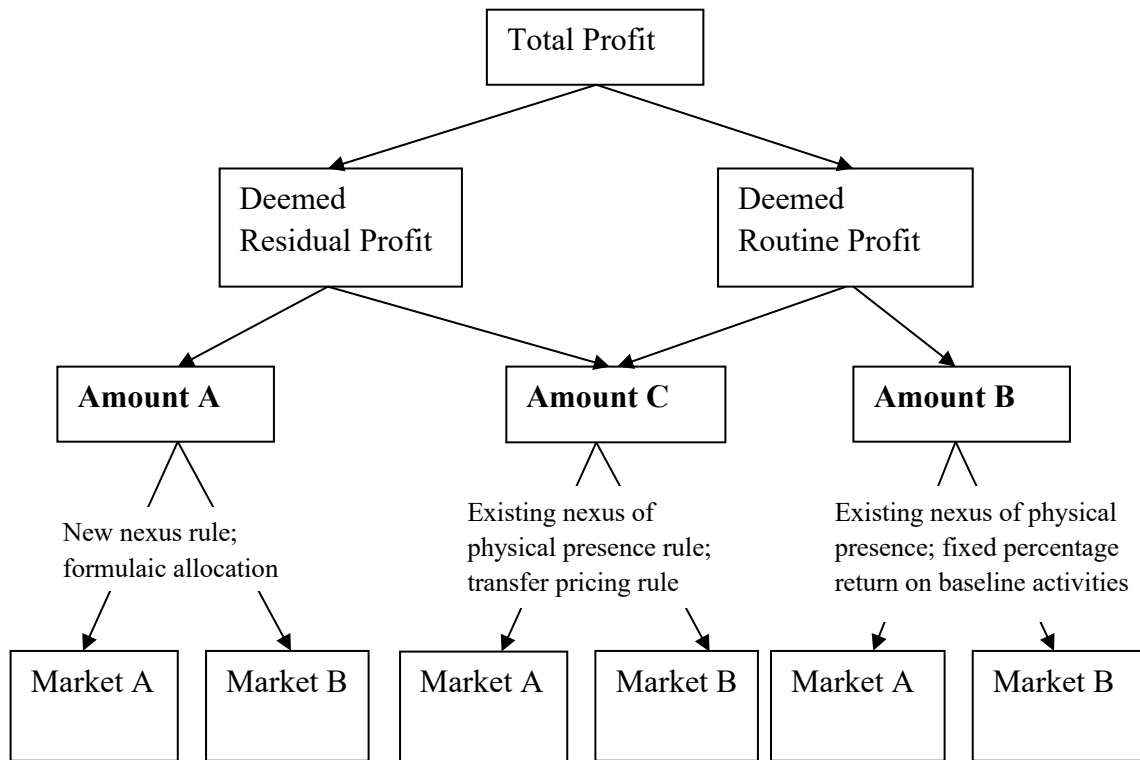 Total Profit
Deemed
Residual Profit
Deemed
Routine Profit
Amount A
Amount C
Amount B
New nexus rule;
formulaic allocation
Existing nexus of
physical presence rule;
transfer pricing rule
Existing nexus of physical
presence; fixed percentage
return on baseline activities
Market A
Market B
Market A
Market B
Market A
Market B